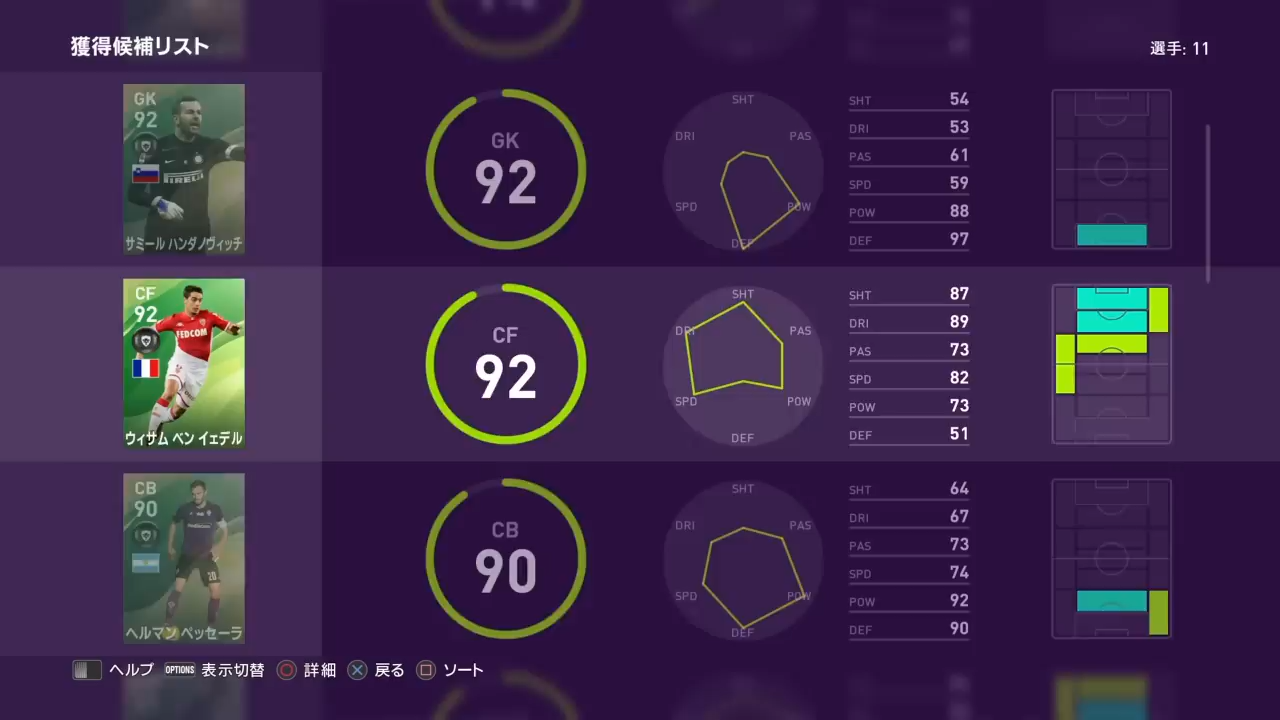 獲得候補リスト
選手: 11
GK
92
PIRELLI
サミール ハンダノヴィッチ
GK
92
SHT
PAS
POW
DEF
SPD
DRI
SHT 54
DRI 53
PAS 61
SPD 59
POW 88
DEF 97
CF
92
FEDCOM
ウィサム ベン イェデル
CF
92
SHT
PAS
POW
DEF
SPD
DRI
SHT 87
DRI 89
PAS 73
SPD 82
POW 73
DEF 51
CB
90
20
ヘルマン ペッセーラ
CB
90
SHT
PAS
POW
DEF
SPD
DRI
SHT 64
DRI 67
PAS 73
SPD 74
POW 92
DEF 90
ヘルプ OPTIONS 表示切替 詳細 戻る ソート